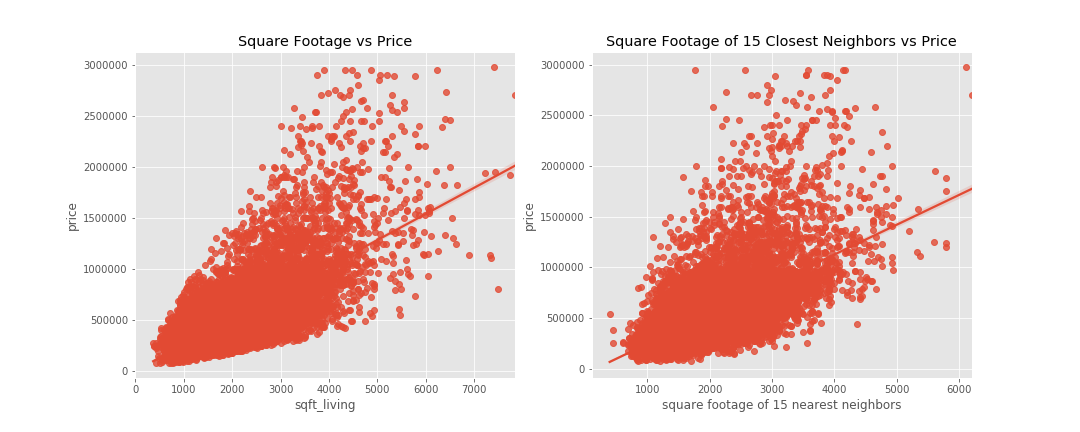 Square Footage vs Price
3000000
2500000
2000000
1500000
1000000
500000
0
price
0 1000 2000 3000 4000 5000 6000 7000
sqft_living
Square Footage of 15 Closest Neighbors vs Price
3000000
2500000
2000000
1500000
1000000
500000
0
price
1000 2000 3000 4000 5000 6000
square footage of 15 nearest neighbors